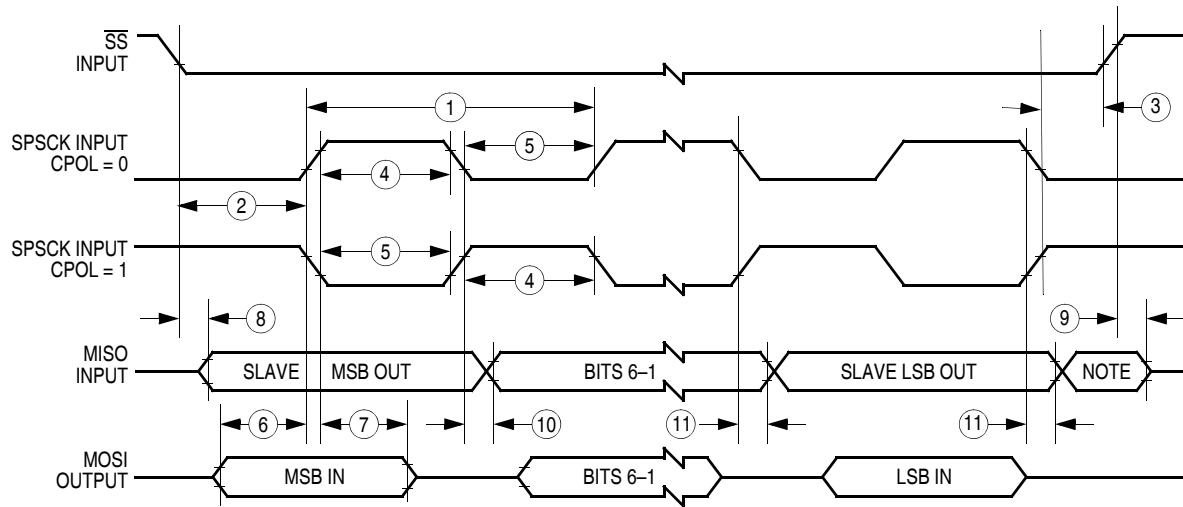 SS
INPUT
1
3
SPSCK INPUT
CPOL = 0
5
4
2
SPSCK INPUT
CPOL = 1
5
4
8
9
MISO
INPUT
SLAVE
MSB OUT
BITS 6–1
SLAVE LSB OUT
NOTE
6
7
10
11
11
MOSI
OUTPUT
MSB IN
BITS 6–1
LSB IN